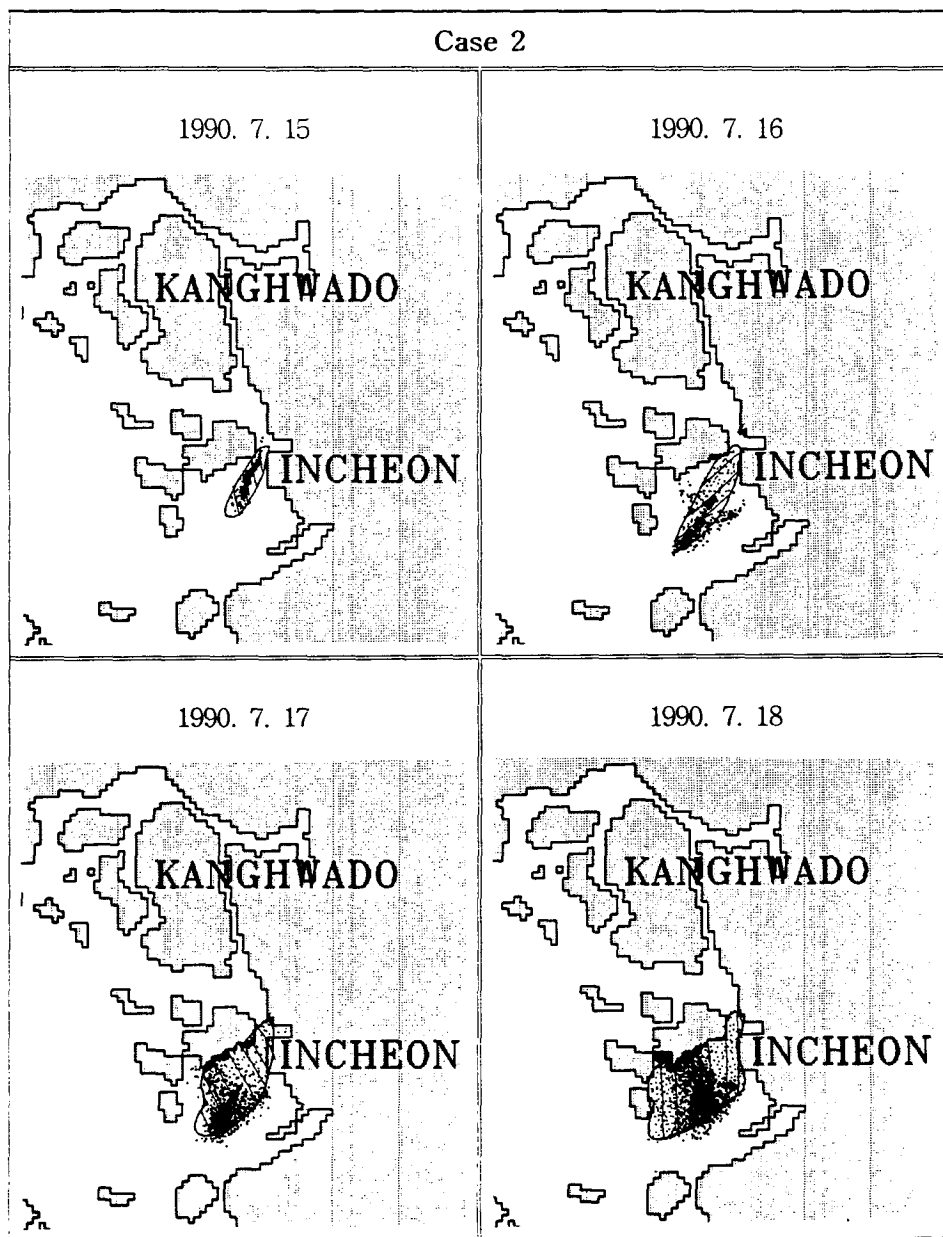 Case 2
1990. 7. 15
KANGHWADO
INCHEON
1990. 7. 16
KANGHWADO
INCHEON
1990. 7. 17
KANGHWADO
INCHEON
1990. 7. 18
KANGHWADO
INCHEON